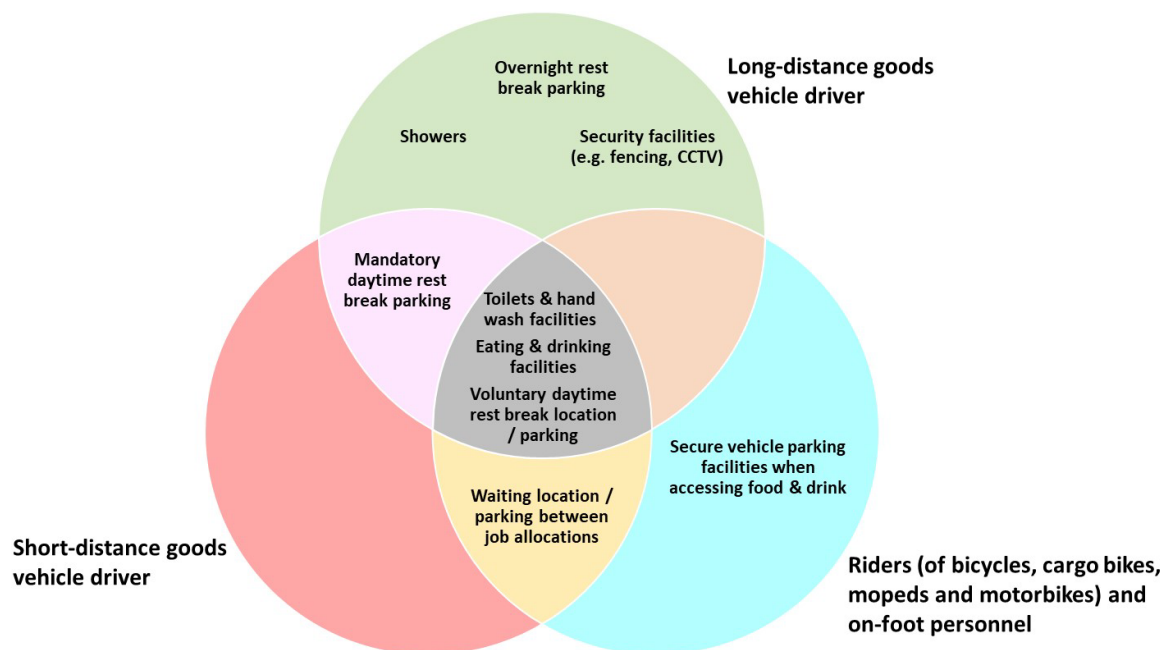 Overnight rest
break parking
Long-distance goods
vehicle driver
Showers
Security facilities
(e.g. fencing, CCTV)
Mandatory
daytime rest
break parking
Toilets & hand
wash facilities
Eating & drinking
facilities
Voluntary daytime
rest break location
/ parking
Secure vehicle parking
facilities when
accessing food & drink
Waiting location /
parking between
job allocations
Short-distance goods
vehicle driver
Riders (of bicycles, cargo bikes,
mopeds and motorbikes) and
on-foot personnel